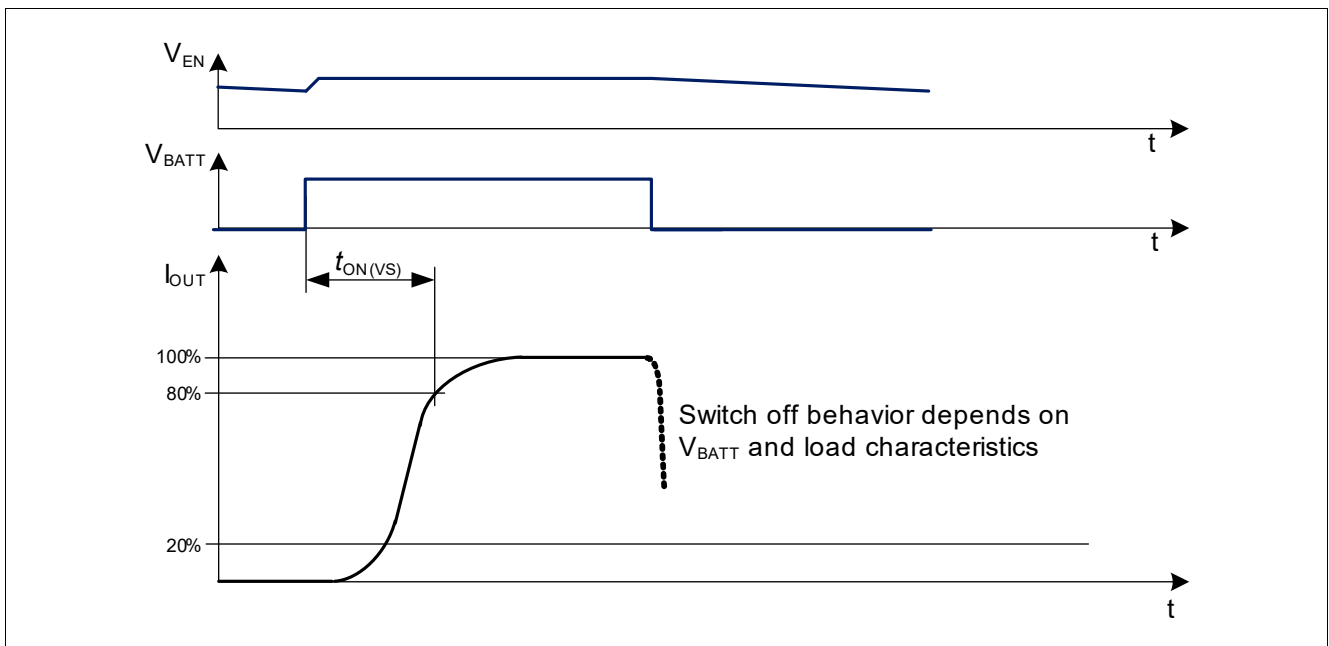 VEN
t
VBATT
t
tON(VS)
IOUT
100%
80%
Switch off behavior depends on
VBATT and load characteristics
20%
t